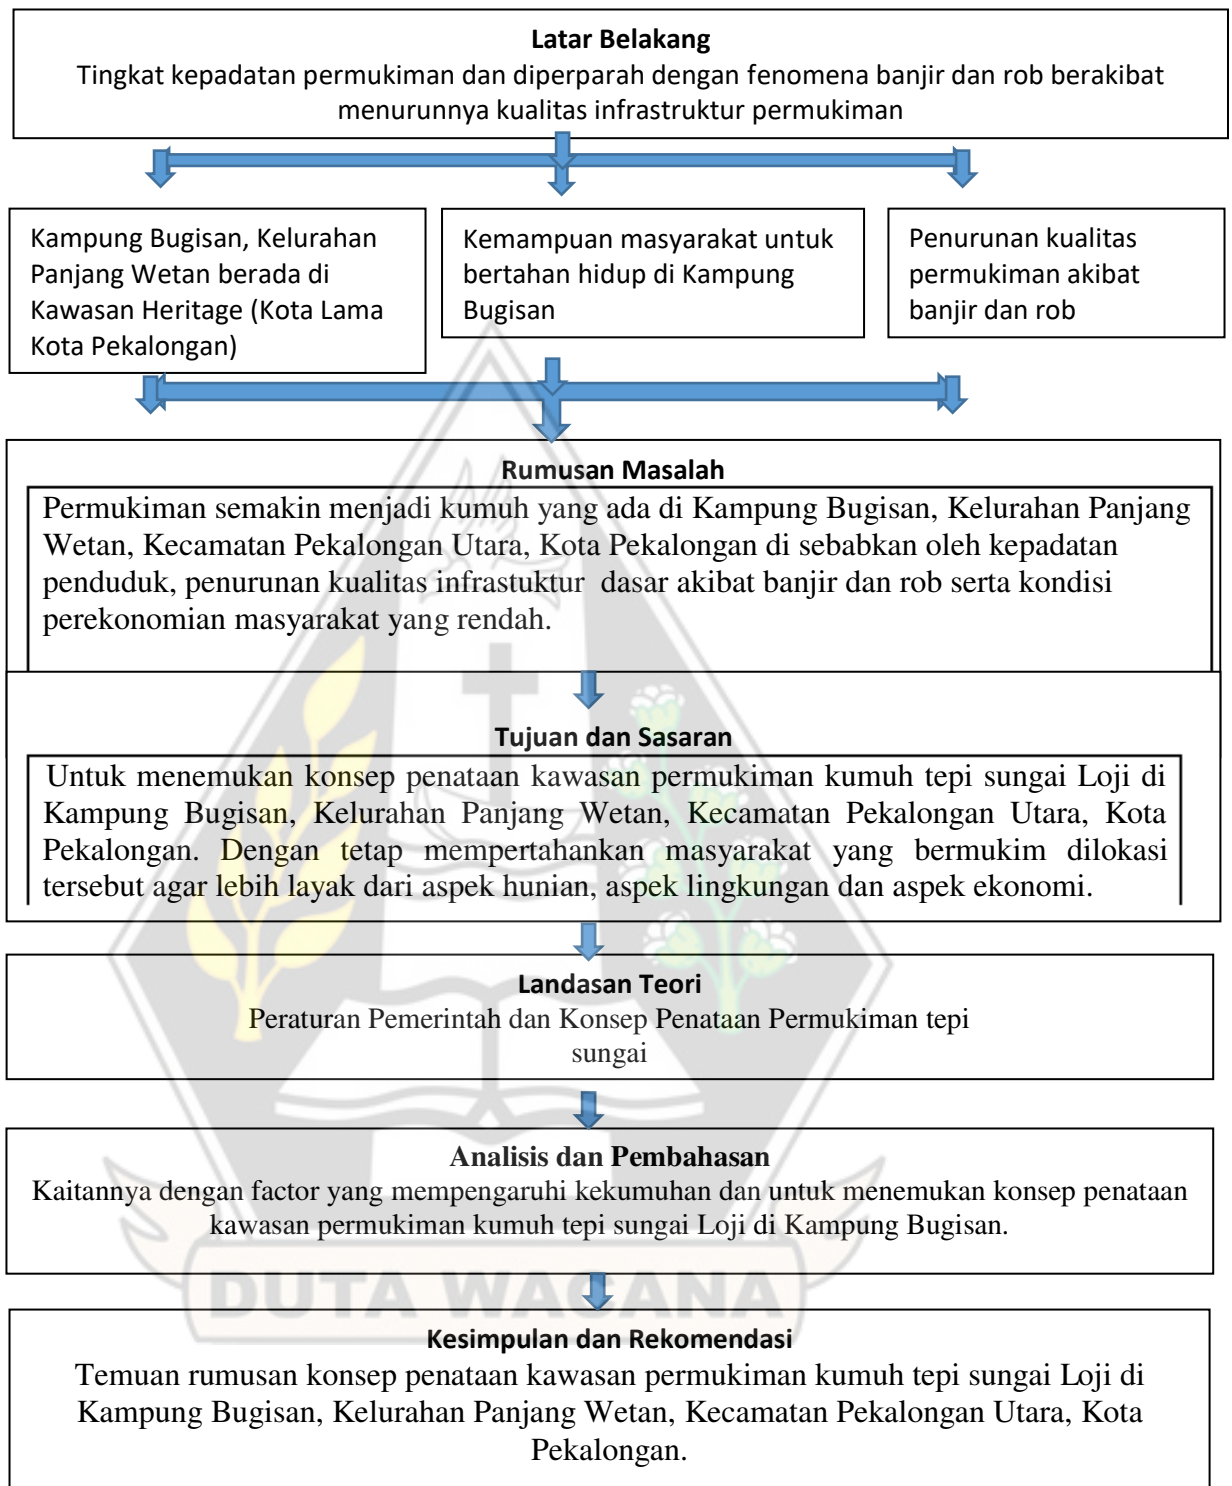 Latar Belakang
Tingkat kepadatan permukiman dan diperparah dengan fenomena banjir dan rob berakibat
menurunnya kualitas infrastruktur permukiman
Kampung Bugisan, Kelurahan
Panjang Wetan berada di
Kawasan Heritage (Kota Lama
Kota Pekalongan)
Kemampuan masyarakat untuk
bertahan hidup di Kampung
Bugisan
Penurunan kualitas
permukiman akibat
banjir dan rob
Rumusan Masalah
Permukiman semakin menjadi kumuh yang ada di Kampung Bugisan, Kelurahan Panjang
Wetan, Kecamatan Pekalongan Utara, Kota Pekalongan di sebabkan oleh kepadatan
penduduk, penurunan kualitas infrastuktur dasar akibat banjir dan rob serta kondisi
perekonomian masyarakat yang rendah.
Tujuan dan Sasaran
Untuk menemukan konsep penataan kawasan permukiman kumuh tepi sungai Loji di
Kampung Bugisan, Kelurahan Panjang Wetan, Kecamatan Pekalongan Utara, Kota
Pekalongan. Dengan tetap mempertahankan masyarakat yang bermukim dilokasi
tersebut agar lebih layak dari aspek hunian, aspek lingkungan dan aspek ekonomi.
Landasan Teori
Peraturan Pemerintah dan Konsep Penataan Permukiman tepi
sungai
Analisis dan Pembahasan
Kaitannya dengan factor yang mempengaruhi kekumuhan dan untuk menemukan konsep penataan
kawasan permukiman kumuh tepi sungai Loji di Kampung Bugisan.
DUTA WACANA
Kesimpulan dan Rekomendasi
Temuan rumusan konsep penataan kawasan permukiman kumuh tepi sungai Loji di
Kampung Bugisan, Kelurahan Panjang Wetan, Kecamatan Pekalongan Utara, Kota
Pekalongan.